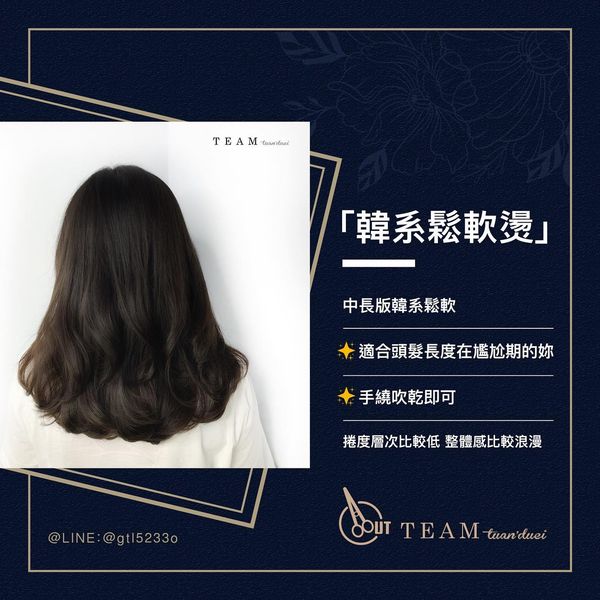 TEAM tuan'duei
「韓系鬆軟燙」
中長版韓系鬆軟
適合頭髮長度在尷尬期的妳
手繞吹乾即可
捲度層次比較低 整體感比較浪漫
@LINE:@gtl5233o
OUT TEAM tuan'duei